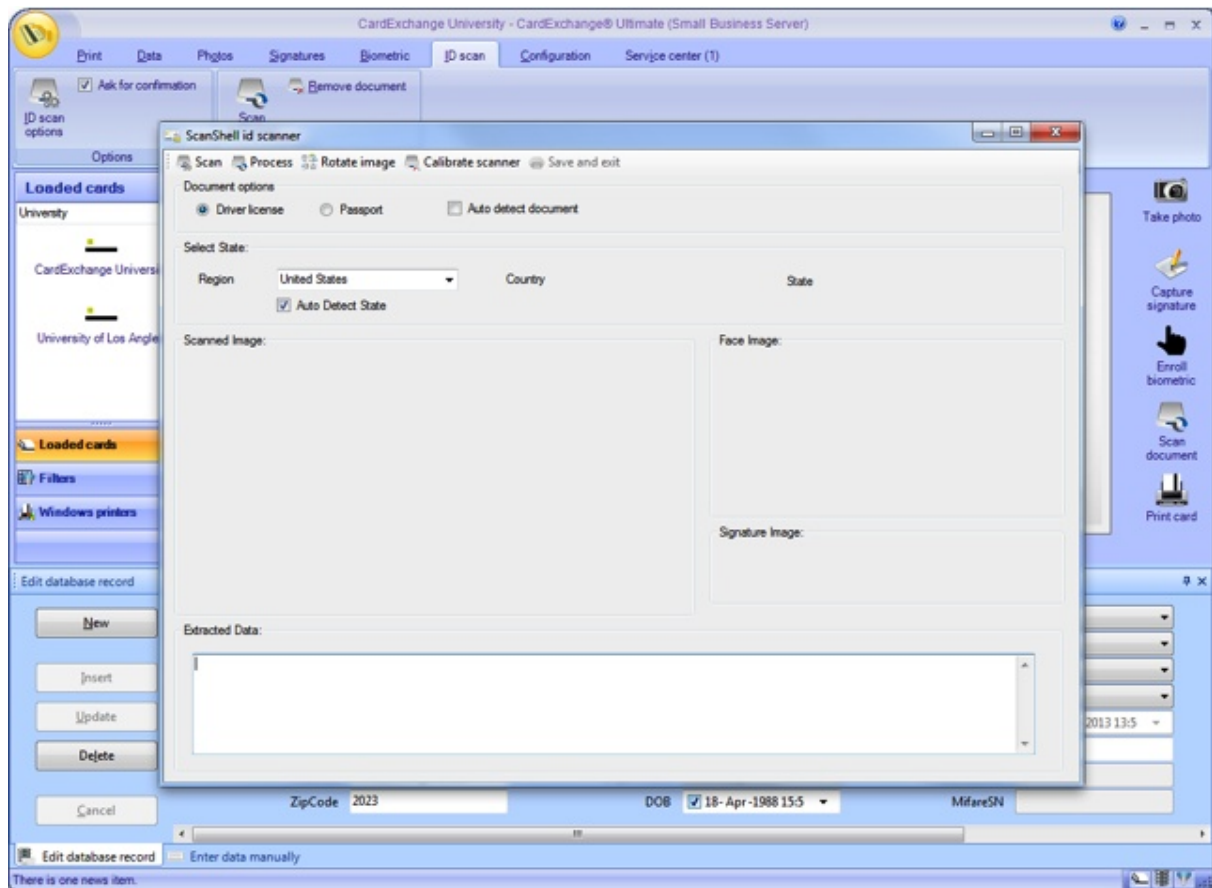 CardExchange University - CardExchange® Ultimate (Small Business Server)
Print Data Photos Signatures Biometric ID scan Configuration Service center (1)
Ask for confirmation
Remove document
ID scan options
Scan
Options
ScanShell id scanner
Scan Process Rotate image Calibrate scanner Save and exit
Document options
Driver license Passport Auto detect document
Select State:
Region United States Country State
Auto Detect State
Scanned Image:
Face Image:
Signature Image:
Extracted Data:
Loaded cards
University
CardExchange Universi
University of Los Angle
Loaded cards
Filters
Windows printers
Take photo
Capture
signature
Enroll
biometric
Scan
document
Print card
Edit database record
New
Insert
Update
Delete
Cancel
2013 13:5
ZipCode 2023 DOB 18-Apr-1988 15:5 MifareSN
Edit database record Enter data manually
There is one news item.